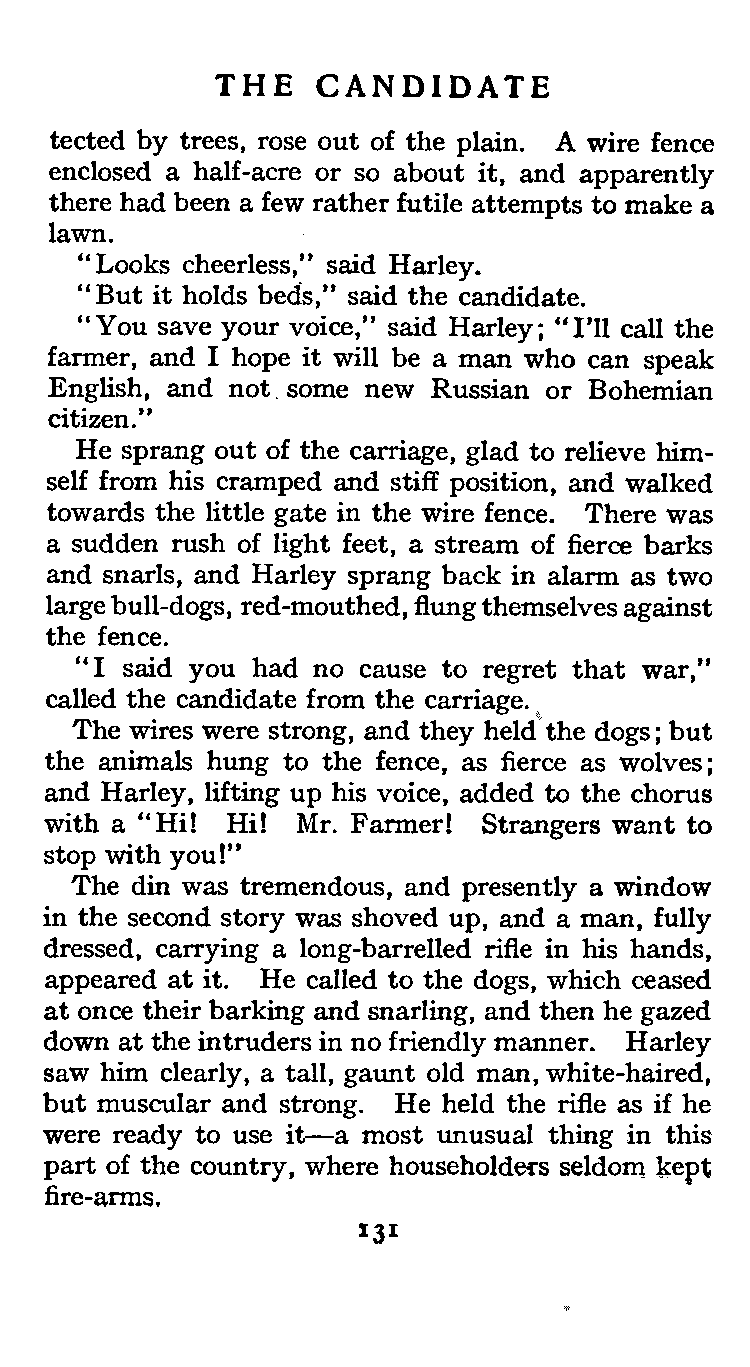 THE CANDIDATE
tected by trees, rose out of the plain. A wire fence
enclosed a half-acre or so about it, and apparently
there had been a few rather futile attempts to make a
lawn.
"Looks cheerless," said Harley.
"But it holds beds," said the candidate.
"You save your voice," said Harley; "I'll call the
farmer, and I hope it will be a man who can speak
English, and not some new Russian or Bohemian
citizen."
He sprang out of the carriage, glad to relieve him-
self from his cramped and stiff position, and walked
towards the little gate in the wire fence. There was
a sudden rush of light feet, a stream of fierce barks
and snarls, and Harley sprang back in alarm as two
large bull-dogs, red-mouthed, flung themselves against
the fence.
"I said you had no cause to regret that war,"
called the candidate from the carriage.
The wires were strong, and they held the dogs; but
the animals hung to the fence, as fierce as wolves;
and Harley, lifting up his voice, added to the chorus
with a "Hi! Hi! Mr. Farmer! Strangers want to
stop with you!"
The din was tremendous, and presently a window
in the second story was shoved up, and a man, fully
dressed, carrying a long-barrelled rifle in his hands,
appeared at it. He called to the dogs, which ceased
at once their barking and snarling, and then he gazed
down at the intruders in no friendly manner. Harley
saw him clearly, a tall, gaunt old man, white-haired,
but muscular and strong. He held the rifle as if he
were ready to use it—a most unusual thing in this
part of the country, where householders seldom kept
fire-arms.
131